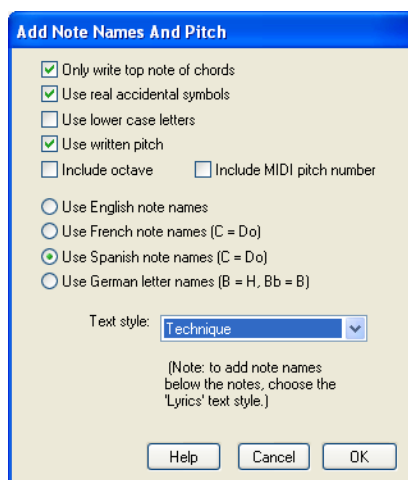 Add Note Names And Pitch
Only write top note of chords
Use real accidental symbols
Use lower case letters
Use written pitch
Include octave Include MIDI pitch number
Use English note names
Use French note names (C = Do)
Use Spanish note names (C = Do)
Use German letter names (B = H, Bb = B)
Text style: Technique
(Note: to add note names
below the notes, choose the
'Lyrics' text style.)
Help Cancel OK